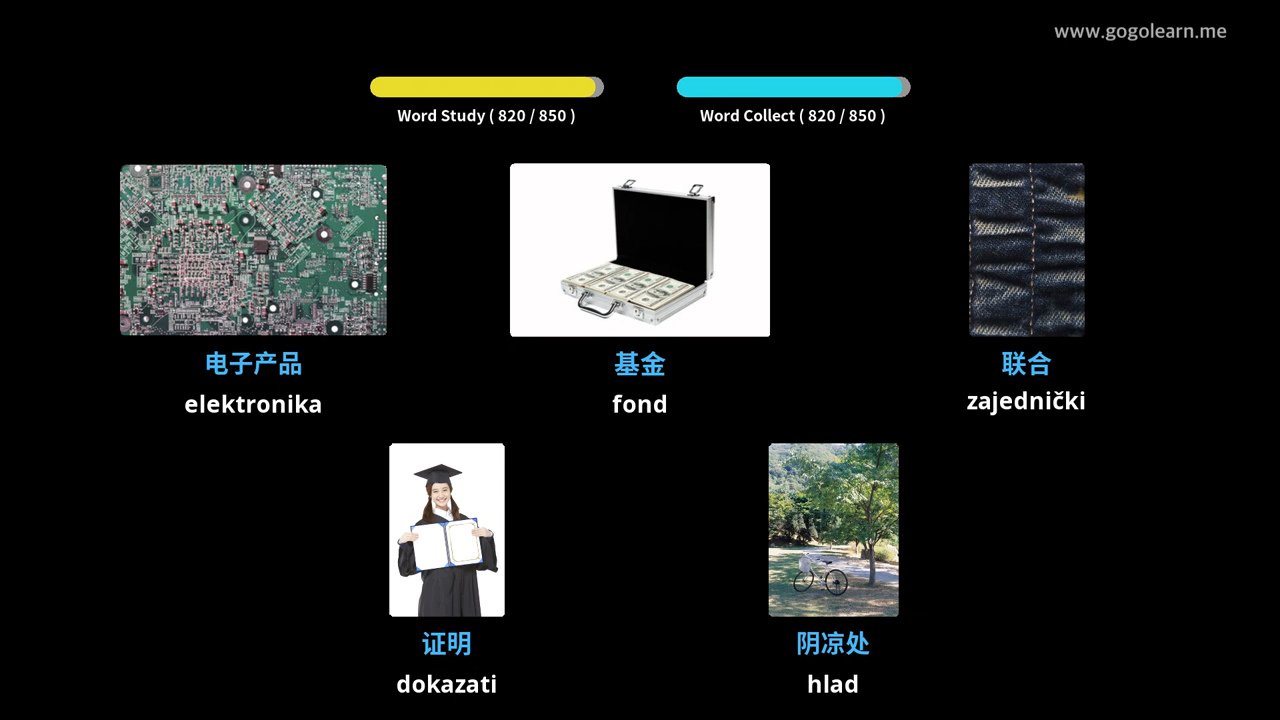 www.gogolearn.me
Word Study ( 820 / 850 )
Word Collect ( 820 / 850 )
电子产品
elektronika
基金
fond
联合
zajednički
证明
dokazati
阴凉处
hlad